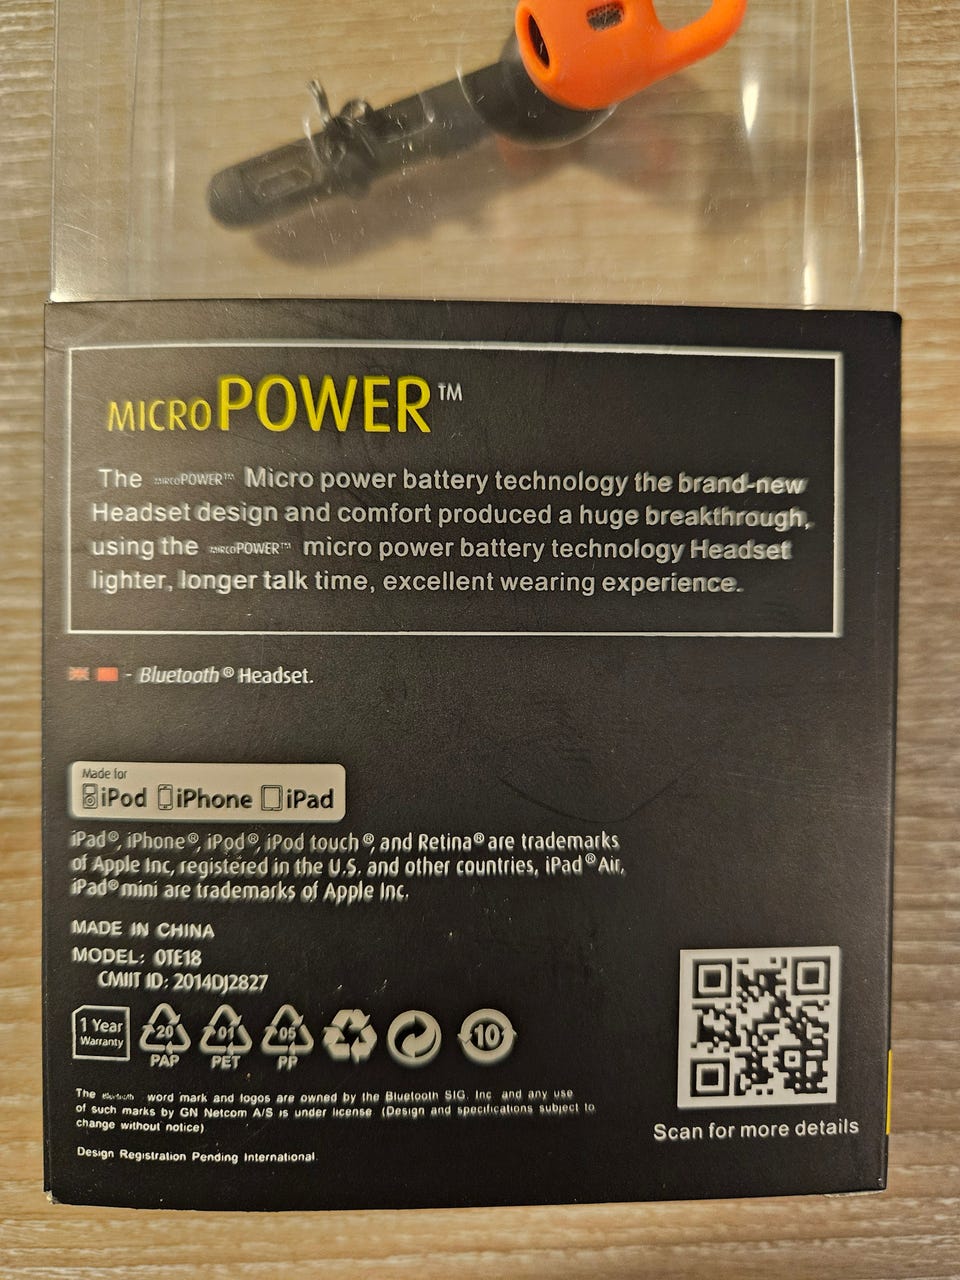 MICROPOWER™
The MIRCOPOWER™ Micro power battery technology the brand-new
Headset design and comfort produced a huge breakthrough,
using the MIRCOPOWER™ micro power battery technology Headset
lighter, longer talk time, excellent wearing experience.
- Bluetooth® Headset.
Made for
iPod iPhone iPad
iPad®, iPhone®, iPod®, iPod touch®, and Retina® are trademarks
of Apple Inc, registered in the U.S. and other countries, iPad® Air,
iPad® mini are trademarks of Apple Inc.
MADE IN CHINA
MODEL: OTE18
CMIIT ID: 2014DJ2827
1 Year
Warranty
20
PAP
01
PET
05
PP
10
The Bluetooth word mark and logos are owned by the Bluetooth SIG. Inc and any use
of such marks by GN Netcom A/S is under license (Design and specifications subject to
change without notice)
Design Registration Pending International.
Scan for more details